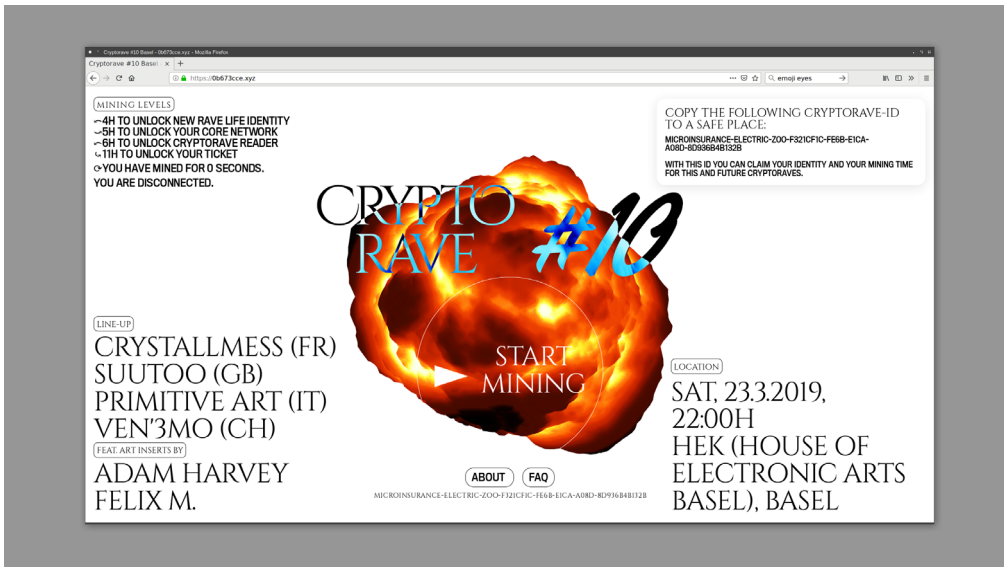 Cryptorave #10 Basel - 0b673cce.xyz - Mozilla Firefox
Cryptorave #10 Basel
https://0b673cce.xyz
emoji eyes
MINING LEVELS
4H TO UNLOCK NEW RAVE LIFE IDENTITY
5H TO UNLOCK YOUR CORE NETWORK
6H TO UNLOCK CRYPTORAVE READER
11H TO UNLOCK YOUR TICKET
YOU HAVE MINED FOR 0 SECONDS.
YOU ARE DISCONNECTED.
COPY THE FOLLOWING CRYPTORAVE-ID
TO A SAFE PLACE:
MICROINSURANCE-ELECTRIC-ZOO-F321CF1C-FE6B-E1CA-
A08D-8D936B4B132B
WITH THIS ID YOU CAN CLAIM YOUR IDENTITY AND YOUR MINING TIME
FOR THIS AND FUTURE CRYPTORAVES.
CRYPTO
RAVE #10
START
MINING
LINE-UP
CRYSTALLMESS (FR)
SUUTOO (GB)
PRIMITIVE ART (IT)
VEN'3MO (CH)
FEAT. ART INSERTS BY
ADAM HARVEY
FELIX M.
LOCATION
SAT, 23.3.2019,
22:00H
HEK (HOUSE OF
ELECTRONIC ARTS
BASEL), BASEL
ABOUT FAQ
MICROINSURANCE-ELECTRIC-ZOO-F321CF1C-FE6B-E1CA-A08D-8D936B4B132B